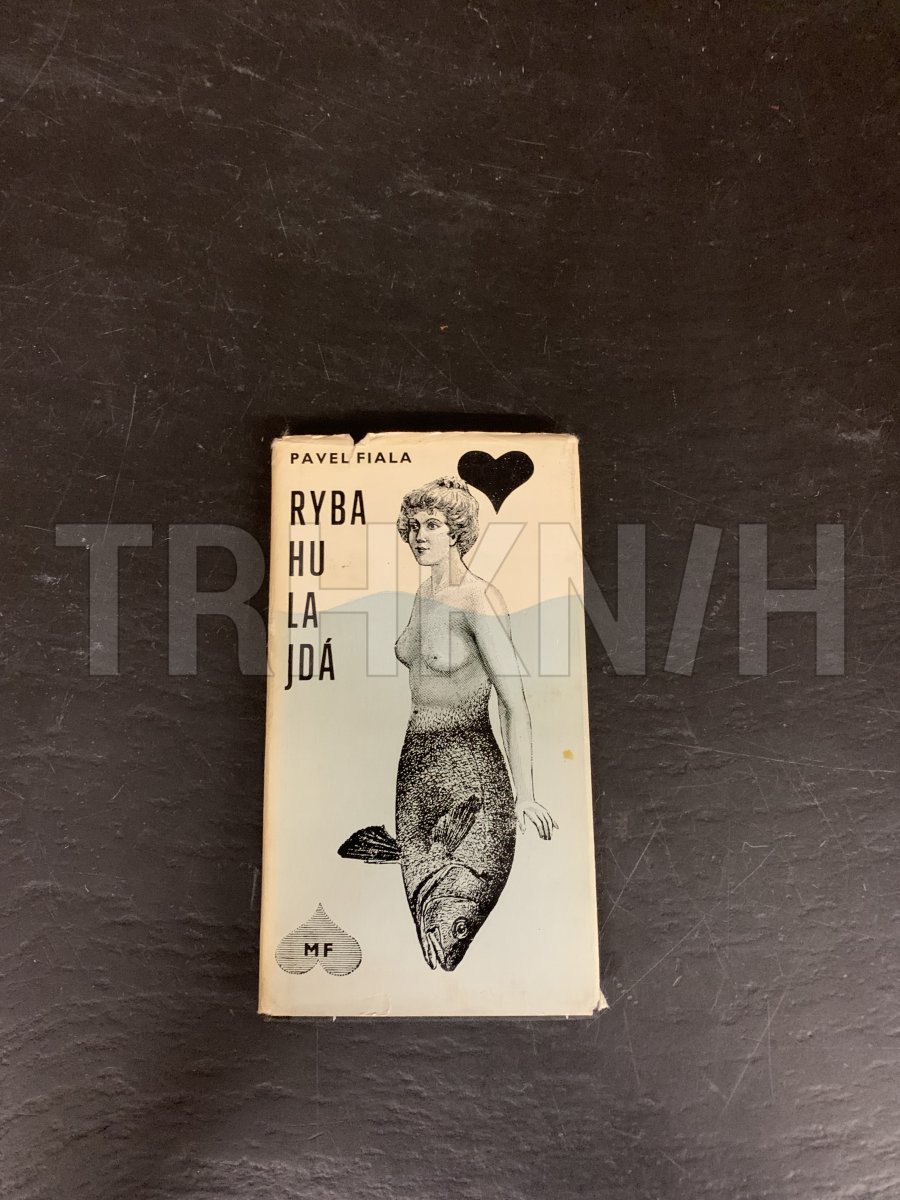 PAVEL FIALA
RYBA
HU
LA
JDÁ
TRHKNIH
MF